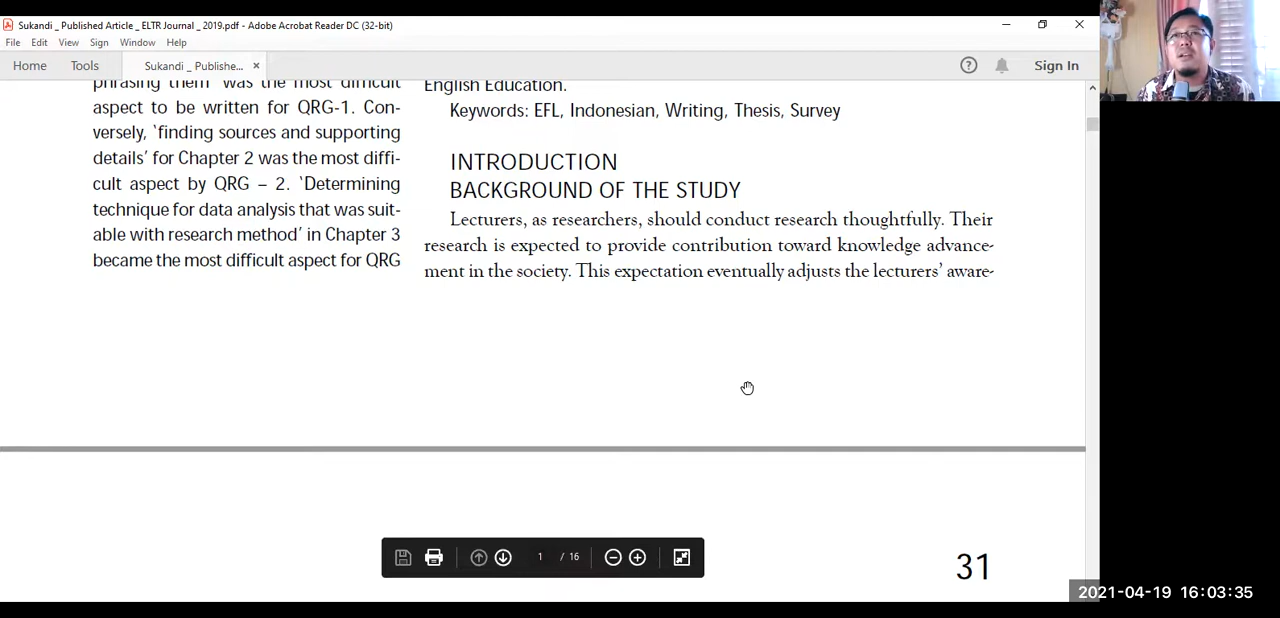 Sukandi _ Published Article _ ELTR Journal _ 2019.pdf - Adobe Acrobat Reader DC (32-bit)
File Edit View Sign Window Help
Home Tools Sukandi _ Publishe... × Sign In
phrasing them' was the most difficult
aspect to be written for QRG-1. Con-
versely, 'finding sources and supporting
details' for Chapter 2 was the most diffi-
cult aspect by QRG – 2. 'Determining
technique for data analysis that was suit-
able with research method' in Chapter 3
became the most difficult aspect for QRG
English Education.
Keywords: EFL, Indonesian, Writing, Thesis, Survey
INTRODUCTION
BACKGROUND OF THE STUDY
Lecturers, as researchers, should conduct research thoughtfully. Their
research is expected to provide contribution toward knowledge advance-
ment in the society. This expectation eventually adjusts the lecturers' aware-
1 / 16
31
2021-04-19 16:03:35